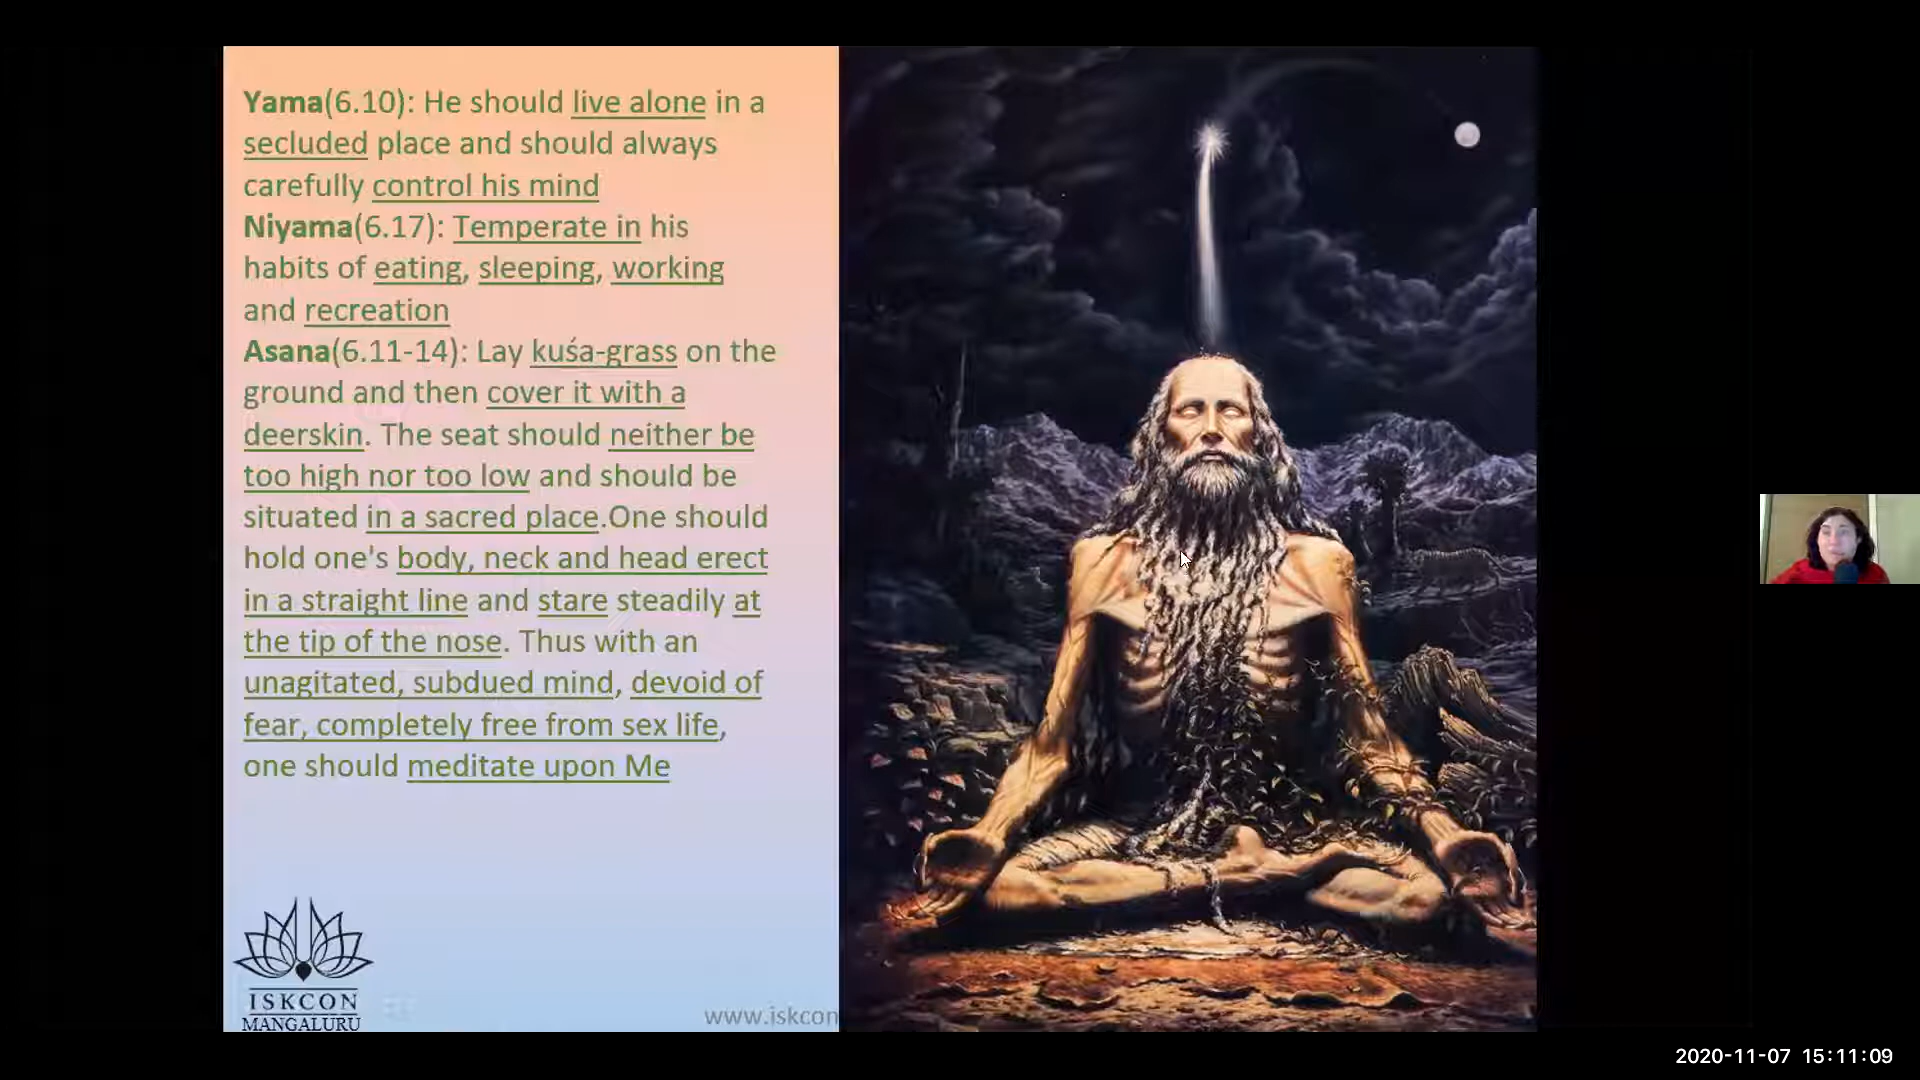 Yama(6.10): He should live alone in a
secluded place and should always
carefully control his mind
Niyama(6.17): Temperate in his
habits of eating, sleeping, working
and recreation
Asana(6.11-14): Lay kuśa-grass on the
ground and then cover it with a
deerskin. The seat should neither be
too high nor too low and should be
situated in a sacred place.One should
hold one's body, neck and head erect
in a straight line and stare steadily at
the tip of the nose. Thus with an
unagitated, subdued mind, devoid of
fear, completely free from sex life,
one should meditate upon Me
ISKCON
MANGALURU
www.iskcon
2020-11-07 15:11:09